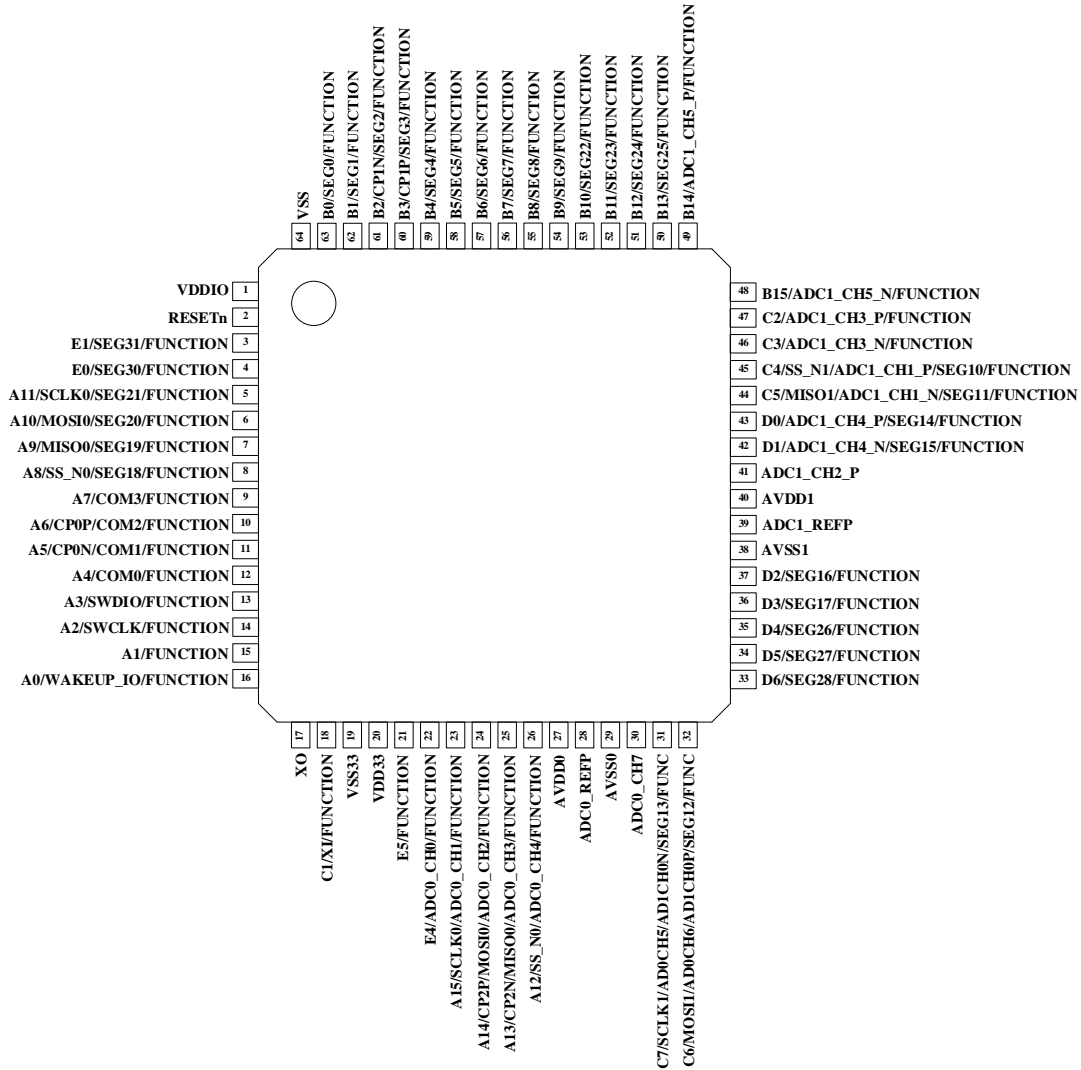 VSS
B0/SEG0/FUNCTION
B1/SEG1/FUNCTION
B2/CP1N/SEG2/FUNCTION
B3/CP1P/SEG3/FUNCTION
B4/SEG4/FUNCTION
B5/SEG5/FUNCTION
B6/SEG6/FUNCTION
B7/SEG7/FUNCTION
B8/SEG8/FUNCTION
B9/SEG9/FUNCTION
B10/SEG22/FUNCTION
B11/SEG23/FUNCTION
B12/SEG24/FUNCTION
B13/SEG25/FUNCTION
B14/ADC1_CH5_P/FUNCTION
64
63
62
61
60
59
58
57
56
55
54
53
52
51
50
49
VDDIO 1
RESETn 2
E1/SEG31/FUNCTION 3
E0/SEG30/FUNCTION 4
A11/SCLK0/SEG21/FUNCTION 5
A10/MOSI0/SEG20/FUNCTION 6
A9/MISO0/SEG19/FUNCTION 7
A8/SS_N0/SEG18/FUNCTION 8
A7/COM3/FUNCTION 9
A6/CP0P/COM2/FUNCTION 10
A5/CP0N/COM1/FUNCTION 11
A4/COM0/FUNCTION 12
A3/SWDIO/FUNCTION 13
A2/SWCLK/FUNCTION 14
A1/FUNCTION 15
A0/WAKEUP_IO/FUNCTION 16
48 B15/ADC1_CH5_N/FUNCTION
47 C2/ADC1_CH3_P/FUNCTION
46 C3/ADC1_CH3_N/FUNCTION
45 C4/SS_N1/ADC1_CH1_P/SEG10/FUNCTION
44 C5/MISO1/ADC1_CH1_N/SEG11/FUNCTION
43 D0/ADC1_CH4_P/SEG14/FUNCTION
42 D1/ADC1_CH4_N/SEG15/FUNCTION
41 ADC1_CH2_P
40 AVDD1
39 ADC1_REFP
38 AVSS1
37 D2/SEG16/FUNCTION
36 D3/SEG17/FUNCTION
35 D4/SEG26/FUNCTION
34 D5/SEG27/FUNCTION
33 D6/SEG28/FUNCTION
17
18
19
20
21
22
23
24
25
26
27
28
29
30
31
32
XO
C1/XI/FUNCTION
VSS33
VDD33
E5/FUNCTION
E4/ADC0_CH0/FUNCTION
A15/SCLK0/ADC0_CH1/FUNCTION
A14/CP2P/MOSI0/ADC0_CH2/FUNCTION
A13/CP2N/MISO0/ADC0_CH3/FUNCTION
A12/SS_N0/ADC0_CH4/FUNCTION
AVDD0
ADC0_REFP
AVSS0
ADC0_CH7
C7/SCLK1/AD0CH5/AD1CH0N/SEG13/FUNC
C6/MOSI1/AD0CH6/AD1CH0P/SEG12/FUNC